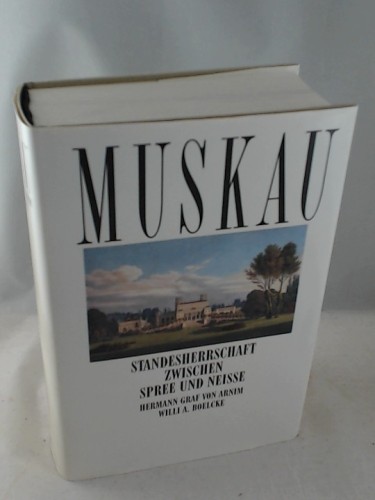 MUSKAU
STANDESHERRSCHAFT
ZWISCHEN
SPREE UND NEISSE
HERMANN GRAF VON ARNIM
WILLI A. BOELCKE